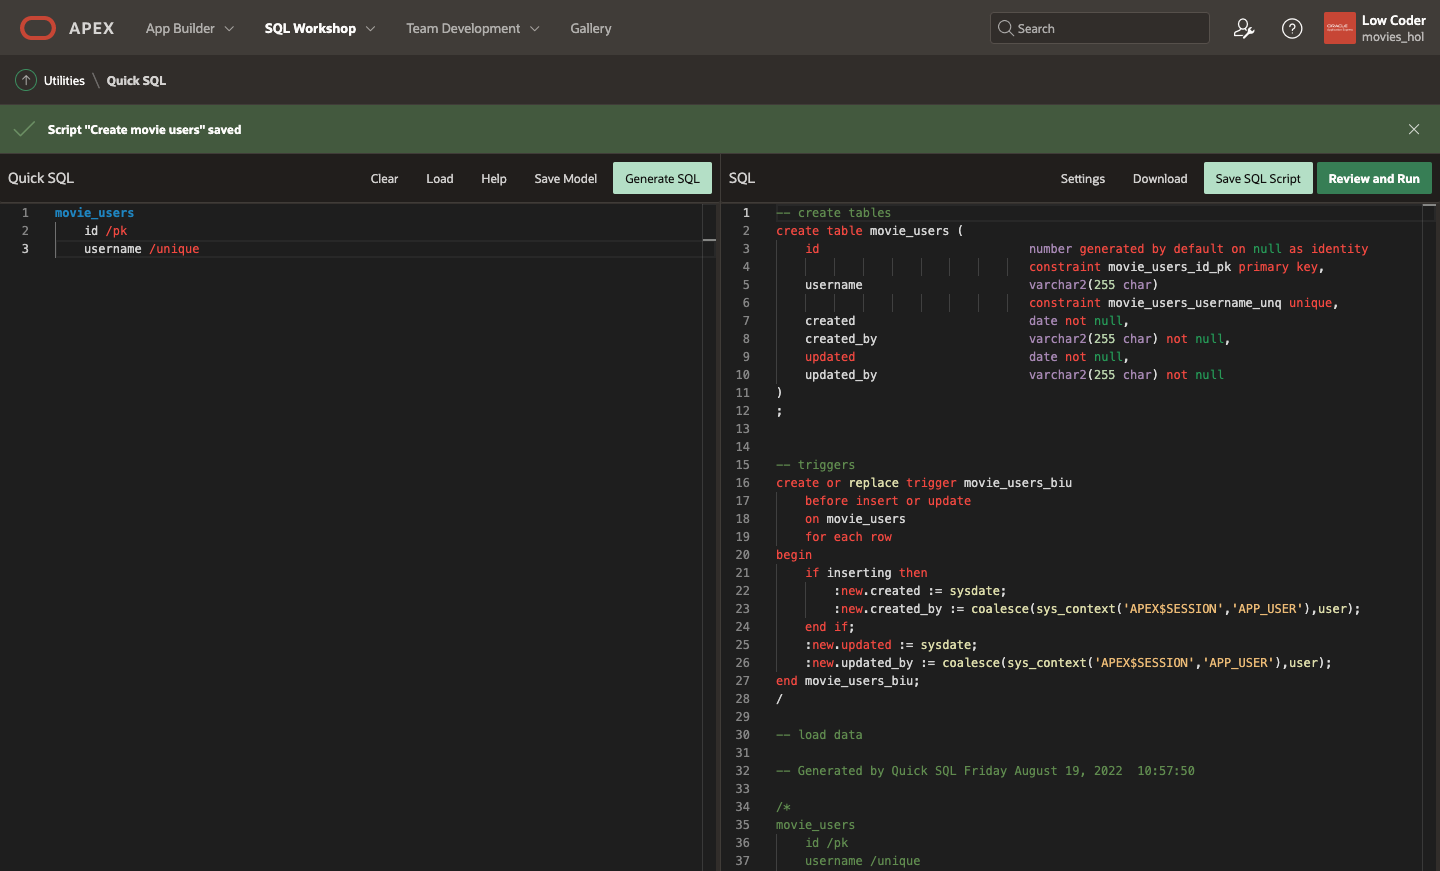 APEX
App Builder
SQL Workshop
Team Development
Gallery
Search
Low Coder
movies_hol
Utilities \ Quick SQL
Script "Create movie users" saved
Quick SQL
Clear
Load
Help
Save Model
Generate SQL
1 movie_users
2 id /pk
3 username /unique
SQL
Settings
Download
Save SQL Script
Review and Run
1 -- create tables
2 create table movie_users (
3 id number generated by default on null as identity
4 constraint movie_users_id_pk primary key,
5 username varchar2(255 char)
6 constraint movie_users_username_unq unique,
7 created date not null,
8 created_by varchar2(255 char) not null,
9 updated date not null,
10 updated_by varchar2(255 char) not null
11 )
12 ;
13
14
15 -- triggers
16 create or replace trigger movie_users_biu
17 before insert or update
18 on movie_users
19 for each row
20 begin
21 if inserting then
22 :new.created := sysdate;
23 :new.created_by := coalesce(sys_context('APEX$SESSION','APP_USER'),user);
24 end if;
25 :new.updated := sysdate;
26 :new.updated_by := coalesce(sys_context('APEX$SESSION','APP_USER'),user);
27 end movie_users_biu;
28 /
29
30 -- load data
31
32 -- Generated by Quick SQL Friday August 19, 2022  10:57:50
33
34 /*
35 movie_users
36 id /pk
37 username /unique